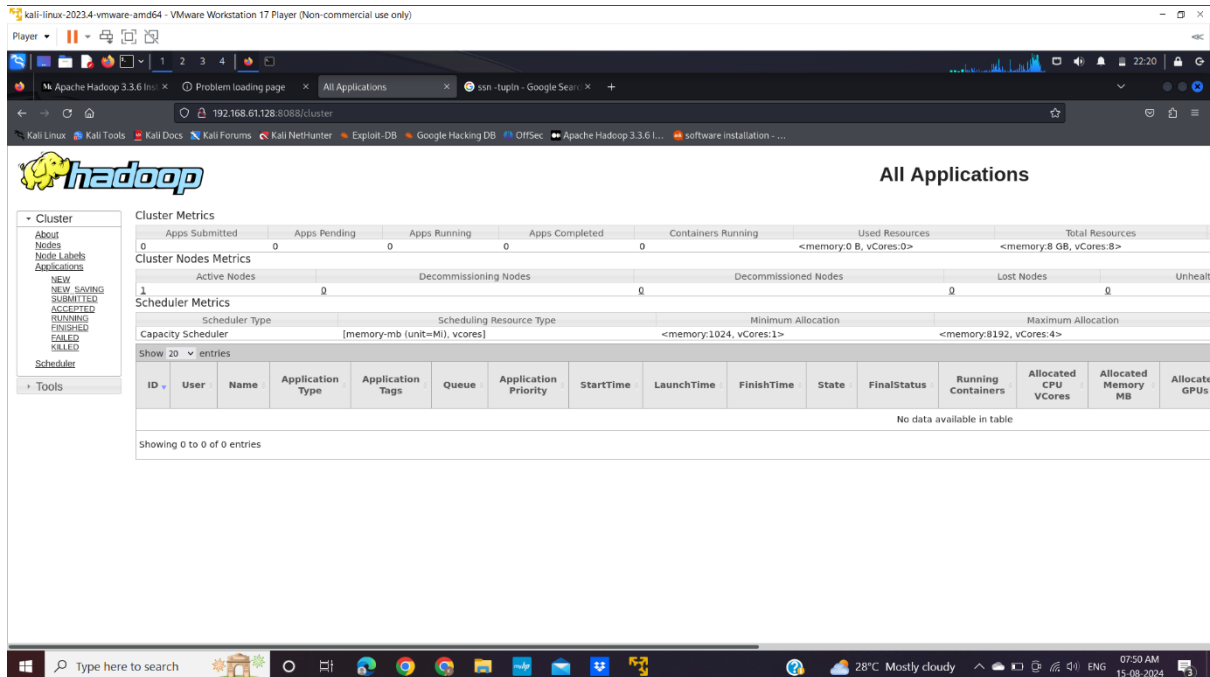 kali-linux-2023.4-vmware-amd64 - VMware Workstation 17 Player (Non-commercial use only)
Player
1 2 3 4 22:20
Apache Hadoop 3.3.6 Inst Problem loading page All Applications ssn -tupln - Google Searc
192.168.61.128:8088/cluster
Kali Linux Kali Tools Kali Docs Kali Forums Kali NetHunter Exploit-DB Google Hacking DB OffSec Apache Hadoop 3.3.6 I... software installation - ...
hadoop All Applications
Cluster
About
Nodes
Node Labels
Applications
NEW
NEW_SAVING
SUBMITTED
ACCEPTED
RUNNING
FINISHED
FAILED
KILLED
Scheduler
Tools
Cluster Metrics
Apps Submitted Apps Pending Apps Running Apps Completed Containers Running Used Resources Total Resources
0 0 0 0 0 <memory:0 B, vCores:0> <memory:8 GB, vCores:8>
Cluster Nodes Metrics
Active Nodes Decommissioning Nodes Decommissioned Nodes Lost Nodes Unhealt
1 0 0 0 0
Scheduler Metrics
Scheduler Type Scheduling Resource Type Minimum Allocation Maximum Allocation
Capacity Scheduler [memory-mb (unit=Mi), vcores] <memory:1024, vCores:1> <memory:8192, vCores:4>
Show 20 entries
ID User Name Application Type Application Tags Queue Application Priority StartTime LaunchTime FinishTime State FinalStatus Running Containers Allocated CPU VCores Allocated Memory MB Allocate GPUs
No data available in table
Showing 0 to 0 of 0 entries
Type here to search 28°C Mostly cloudy ENG 07:50 AM
15-08-2024